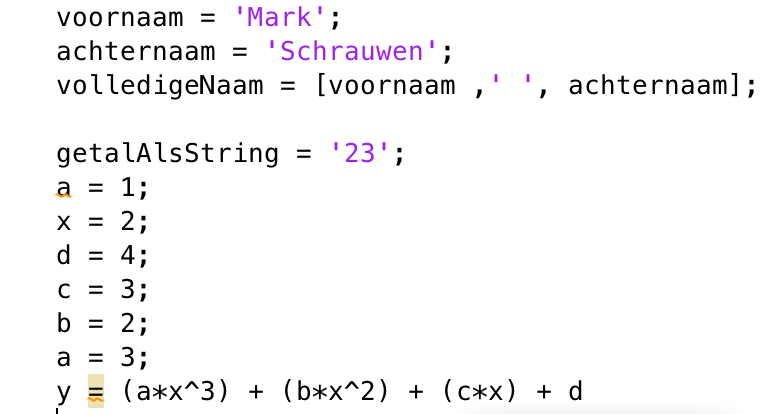 voornaam = 'Mark';
achternaam = 'Schrauwen';
volledigeNaam = [voornaam ,' ', achternaam];
getalAlsString = '23';
a = 1;
x = 2;
d = 4;
c = 3;
b = 2;
a = 3;
y = (a*x^3) + (b*x^2) + (c*x) + d